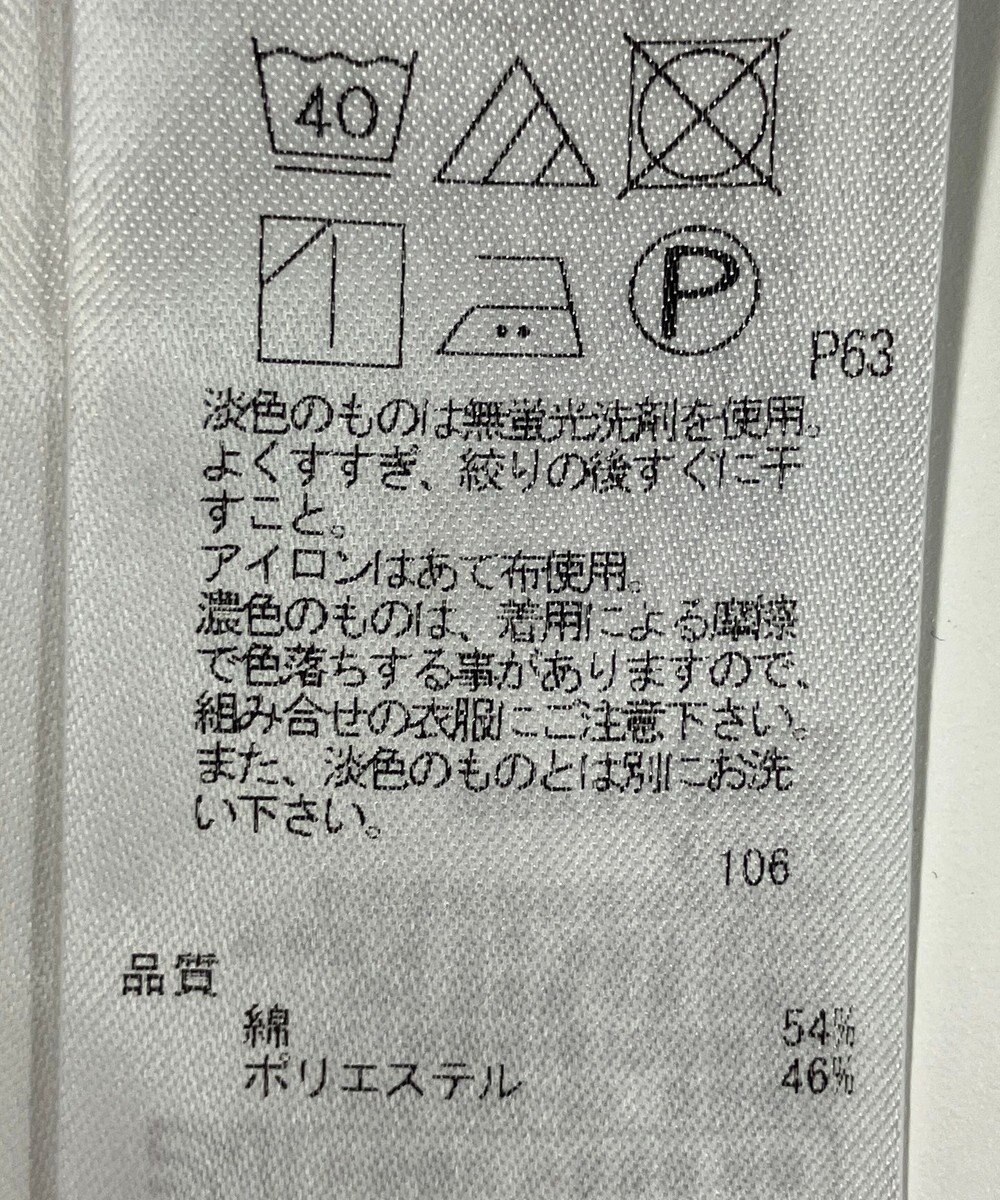 40
P
P63
淡色のものは無蛍光洗剤を使用。
よくすすぎ、絞りの後すぐに干
すこと。
アイロンはあて布使用。
濃色のものは、着用による摩擦
で色落ちする事がありますので、
組み合せの衣服にご注意下さい。
また、淡色のものとは別にお洗
い下さい。
106
品質
綿 54%
ポリエステル 46%